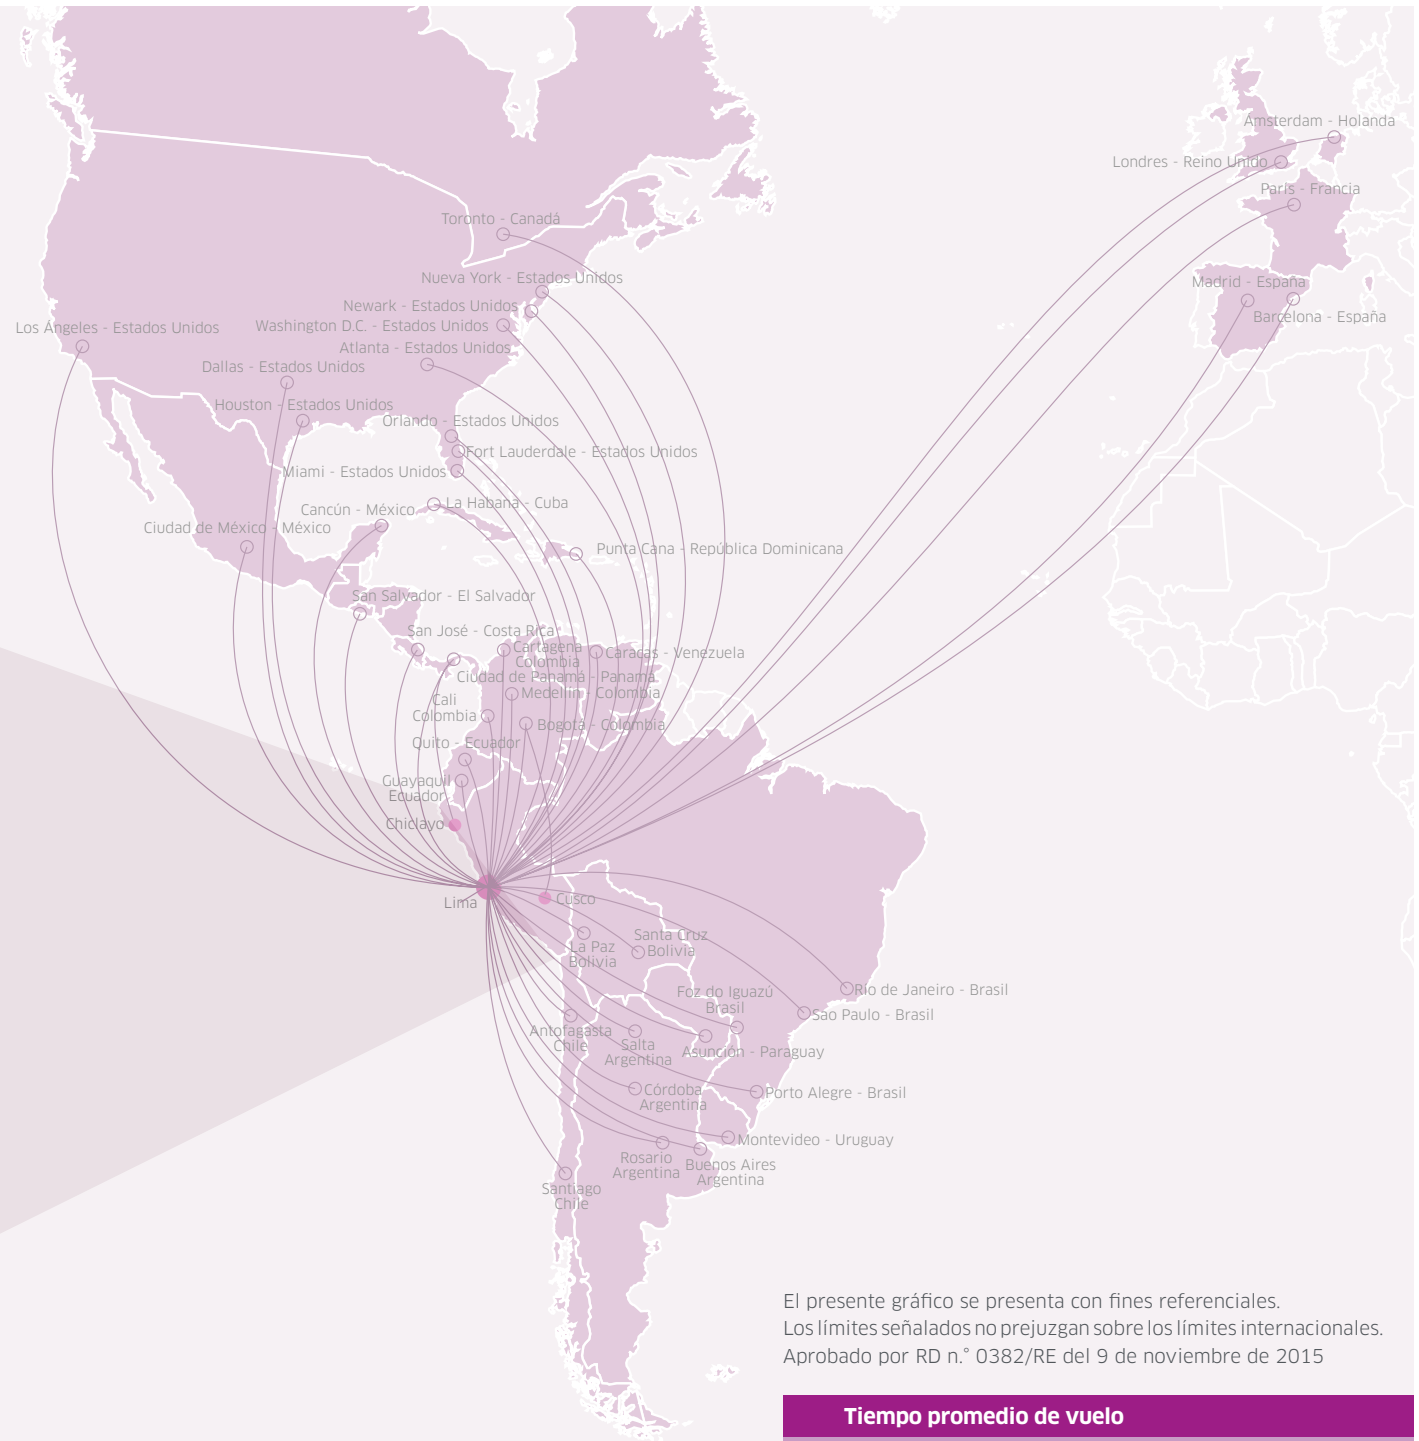 Amsterdam - Holanda
Londres - Reino Unido
París - Francia
Toronto - Canadá
Nueva York - Estados Unidos
Madrid - España
Newark - Estados Unidos
Barcelona - España
Los Ángeles - Estados Unidos
Washington D.C. - Estados Unidos
Atlanta - Estados Unidos
Dallas - Estados Unidos
Houston - Estados Unidos
Orlando - Estados Unidos
Fort Lauderdale - Estados Unidos
Miami - Estados Unidos
La Habana - Cuba
Cancún - México
Ciudad de México - México
Punta Cana - República Dominicana
San Salvador - El Salvador
San José - Costa Rica
Cartagena
Colombia
Caracas - Venezuela
Ciudad de Panamá - Panamá
Medellín - Colombia
Cali
Colombia
Bogotá - Colombia
Quito - Ecuador
Guayaquil
Ecuador
Chiclayo
Lima
Cusco
La Paz
Bolivia
Santa Cruz
Bolivia
Río de Janeiro - Brasil
Foz do Iguazú
Brasil
Sao Paulo - Brasil
Antofagasta
Chile
Salta
Argentina
Asunción - Paraguay
Córdoba
Argentina
Porto Alegre - Brasil
Montevideo - Uruguay
Rosario
Argentina
Buenos Aires
Argentina
Santiago
Chile
El presente gráfico se presenta con fines referenciales.
Los límites señalados no prejuzgan sobre los límites internacionales.
Aprobado por RD n.° 0382/RE del 9 de noviembre de 2015
Tiempo promedio de vuelo